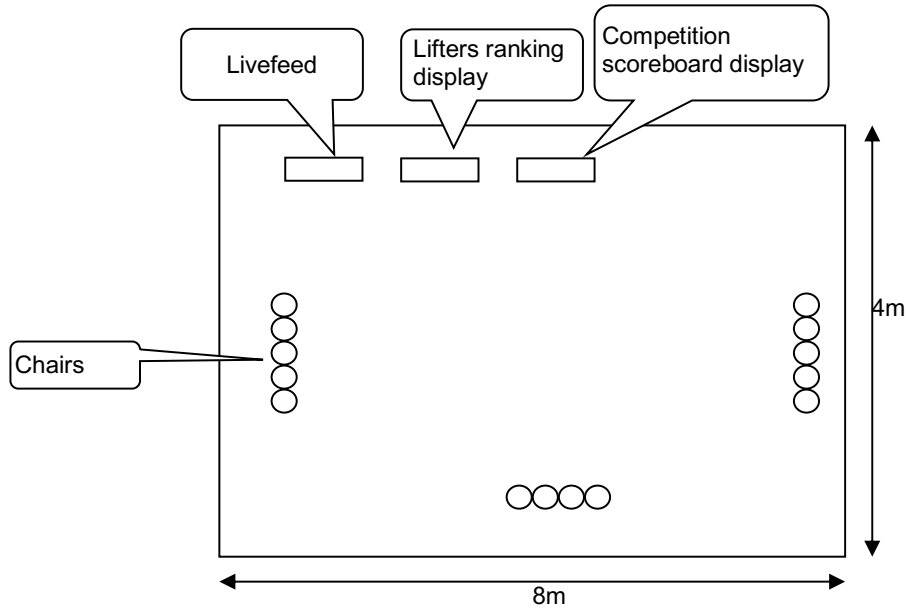 Livefeed
Lifters ranking
display
Competition
scoreboard display
4m
Chairs
8m